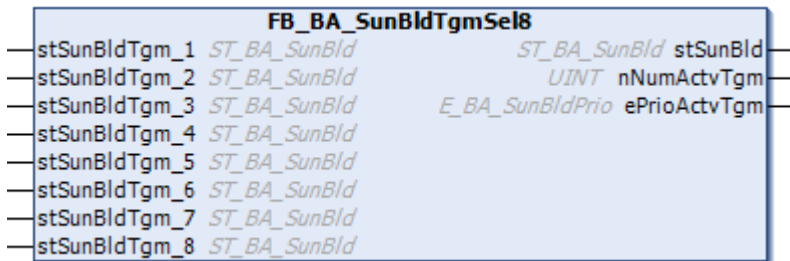 FB_BA_SunBldTgmSel8
stSunBldTgm_1 ST_BA_SunBld ST_BA_SunBld stSunBld
stSunBldTgm_2 ST_BA_SunBld UINT nNumActvTgm
stSunBldTgm_3 ST_BA_SunBld E_BA_SunBldPrio ePrioActvTgm
stSunBldTgm_4 ST_BA_SunBld
stSunBldTgm_5 ST_BA_SunBld
stSunBldTgm_6 ST_BA_SunBld
stSunBldTgm_7 ST_BA_SunBld
stSunBldTgm_8 ST_BA_SunBld